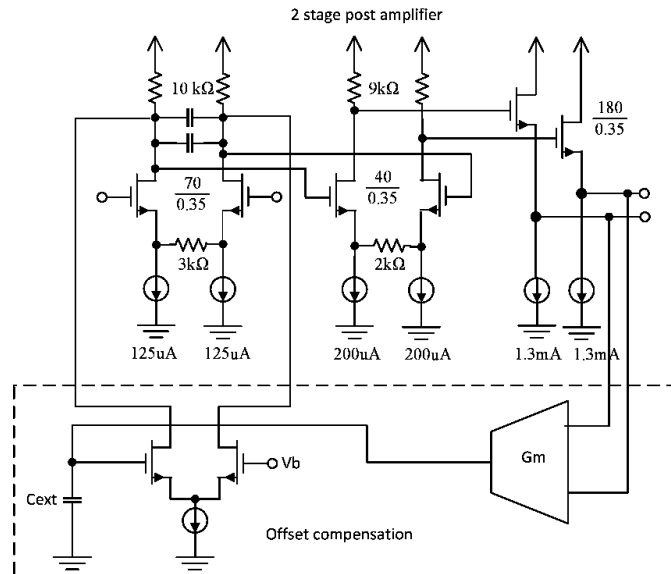 2 stage post amplifier
10 kΩ
9kΩ
180
0.35
70
0.35
40
0.35
3kΩ
2kΩ
125uA
125uA
200uA
200uA
1.3mA
1.3mA
Gm
Vb
Cext
Offset compensation